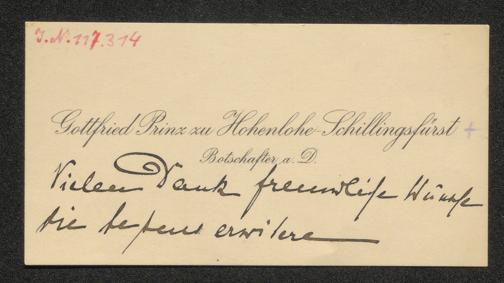 J.N. 117.314
Gottfried Prinz zu Hohenlohe-Schillingsfürst
Botschafter a. D.
Vielen Dank freundliche Wünsche
die bestens erwidere